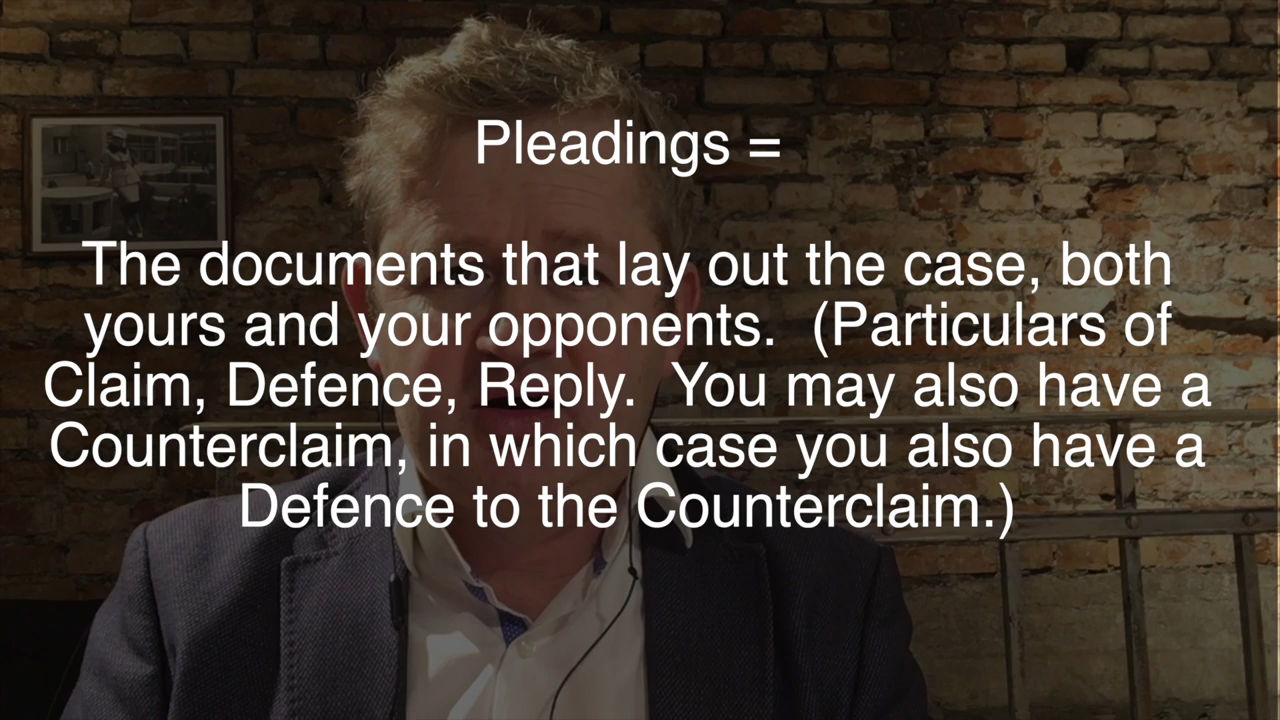 Pleadings =
The documents that lay out the case, both
yours and your opponents.  (Particulars of
Claim, Defence, Reply.  You may also have a
Counterclaim, in which case you also have a
Defence to the Counterclaim.)